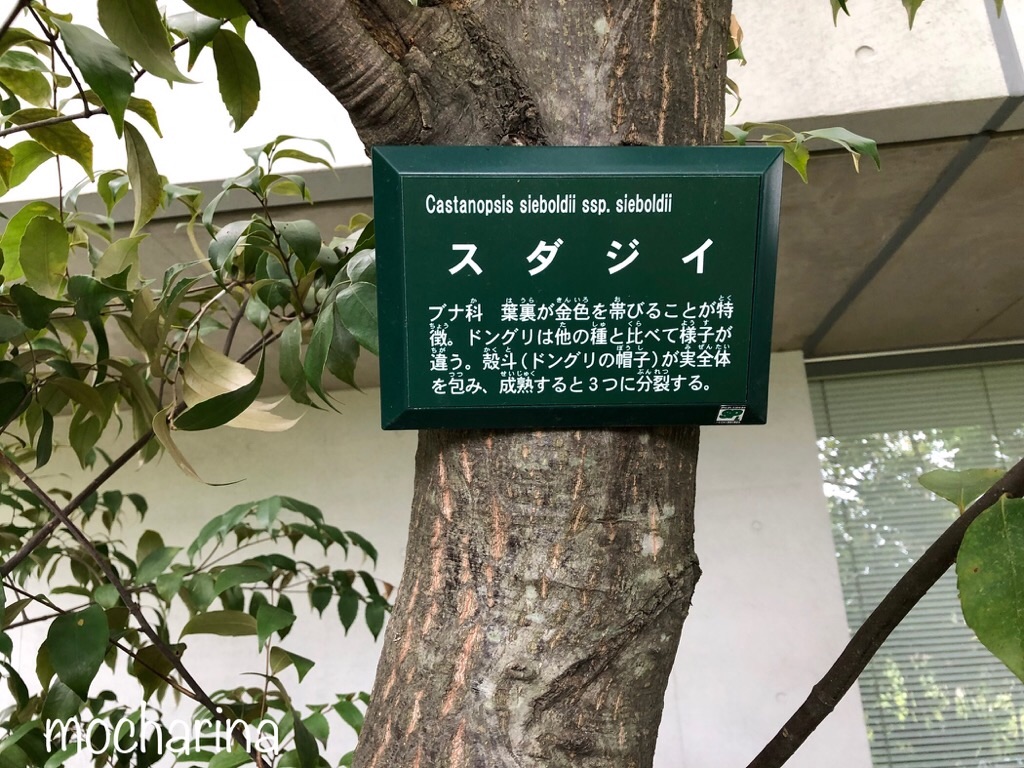 Castanopsis sieboldii ssp. sieboldii
スダジイ
ブナ科　葉裏が金色を帯びることが特
徴。ドングリは他の種と比べて様子が
違う。殻斗(ドングリの帽子)が実全体
を包み、成熟すると3つに分裂する。
mocharina